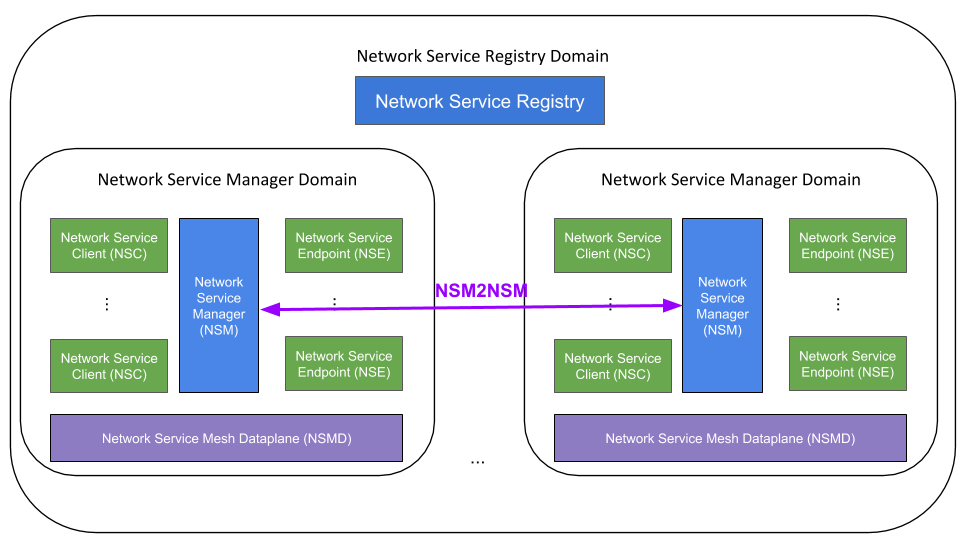 Network Service Registry Domain
Network Service Registry
Network Service Manager Domain
Network Service
Client (NSC)
⋮
Network Service
Client (NSC)
Network
Service
Manager
(NSM)
Network Service
Endpoint (NSE)
⋮
Network Service
Endpoint (NSE)
Network Service Mesh Dataplane (NSMD)
NSM2NSM
...
Network Service Manager Domain
Network Service
Client (NSC)
⋮
Network Service
Client (NSC)
Network
Service
Manager
(NSM)
Network Service
Endpoint (NSE)
⋮
Network Service
Endpoint (NSE)
Network Service Mesh Dataplane (NSMD)